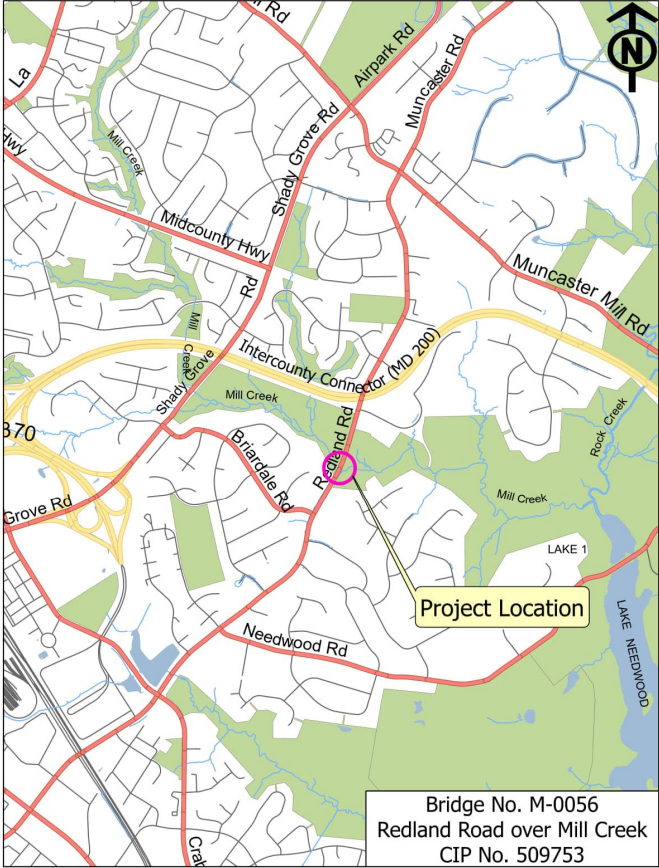 ll Rd
La
Airpark Rd
Muncaster Rd
N
Hwy
Mill Creek
Shady Grove Rd
Midcounty Hwy
Rd
Muncaster Mill Rd
Mill
Creek
Intercounty Connector (MD 200)
Shady Grove
Mill Creek
370
Briardale Rd
Redland Rd
Rock Creek
Mill Creek
Grove Rd
LAKE 1
Project Location
LAKE NEEDWOOD
Needwood Rd
Crab
Bridge No. M-0056
Redland Road over Mill Creek
CIP No. 509753